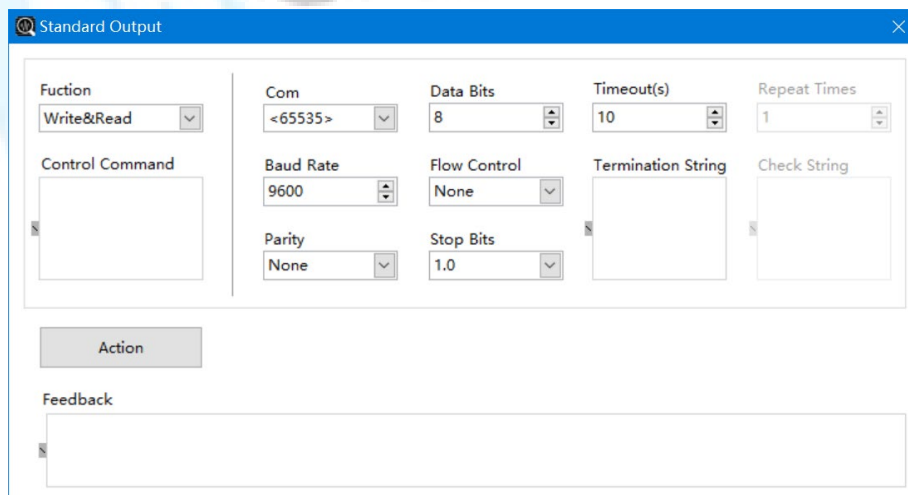 Standard Output
Fuction
Com
Data Bits
Timeout(s)
Repeat Times
Write&Read
<65535>
8
10
1
Control Command
Baud Rate
Flow Control
Termination String
Check String
9600
None
Parity
Stop Bits
None
1.0
Action
Feedback